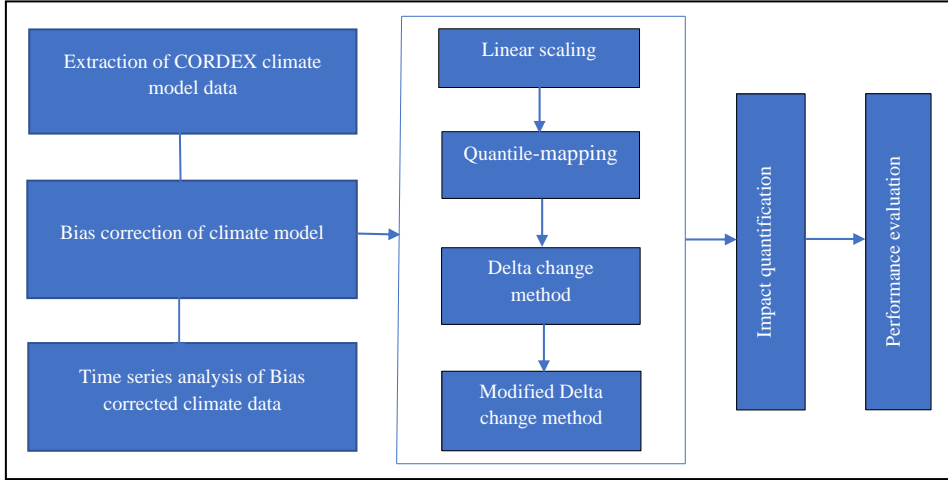 Extraction of CORDEX climate
model data
Bias correction of climate model
Time series analysis of Bias
corrected climate data
Linear scaling
Quantile-mapping
Delta change
method
Modified Delta
change method
Impact quantification
Performance evaluation